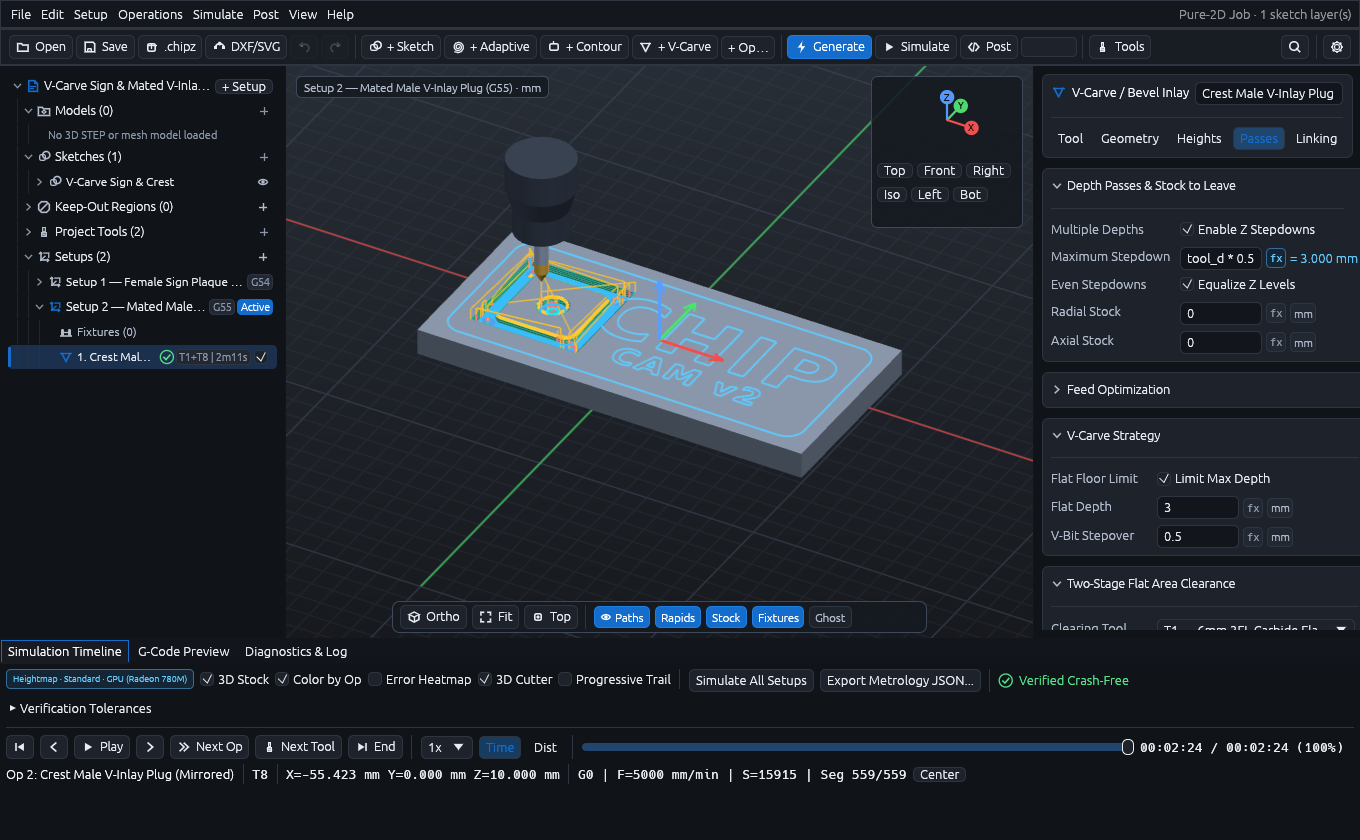 File Edit Setup Operations Simulate Post View Help Pure-2D Job · 1 sketch layer(s)
Open Save .chipz DXF/SVG + Sketch + Adaptive + Contour + V-Carve + Op... Generate Simulate Post Tools
V-Carve Sign & Mated V-Inla... + Setup
Models (0) +
No 3D STEP or mesh model loaded
Sketches (1) +
V-Carve Sign & Crest
Keep-Out Regions (0) +
Project Tools (2) +
Setups (2) +
Setup 1 — Female Sign Plaque ... G54
Setup 2 — Mated Male... G55 Active
Fixtures (0)
1. Crest Mal... T1+T8 | 2m11s
Setup 2 — Mated Male V-Inlay Plug (G55) · mm
Z Y X
Top Front Right
Iso Left Bot
CHIP
CAM v2
Ortho Fit Top Paths Rapids Stock Fixtures Ghost
V-Carve / Bevel Inlay Crest Male V-Inlay Plug
Tool Geometry Heights Passes Linking
Depth Passes & Stock to Leave
Multiple Depths Enable Z Stepdowns
Maximum Stepdown tool_d * 0.5 fx = 3.000 mm
Even Stepdowns Equalize Z Levels
Radial Stock 0 fx mm
Axial Stock 0 fx mm
Feed Optimization
V-Carve Strategy
Flat Floor Limit Limit Max Depth
Flat Depth 3 fx mm
V-Bit Stepover 0.5 fx mm
Two-Stage Flat Area Clearance
Clearing Tool
Simulation Timeline G-Code Preview Diagnostics & Log
Heightmap · Standard · GPU (Radeon 780M) 3D Stock Color by Op Error Heatmap 3D Cutter Progressive Trail Simulate All Setups Export Metrology JSON... Verified Crash-Free
Verification Tolerances
Play Next Op Next Tool End 1x Time Dist 00:02:24 / 00:02:24 (100%)
Op 2: Crest Male V-Inlay Plug (Mirrored) T8 X=-55.423 mm Y=0.000 mm Z=10.000 mm G0 | F=5000 mm/min | S=15915 | Seg 559/559 Center